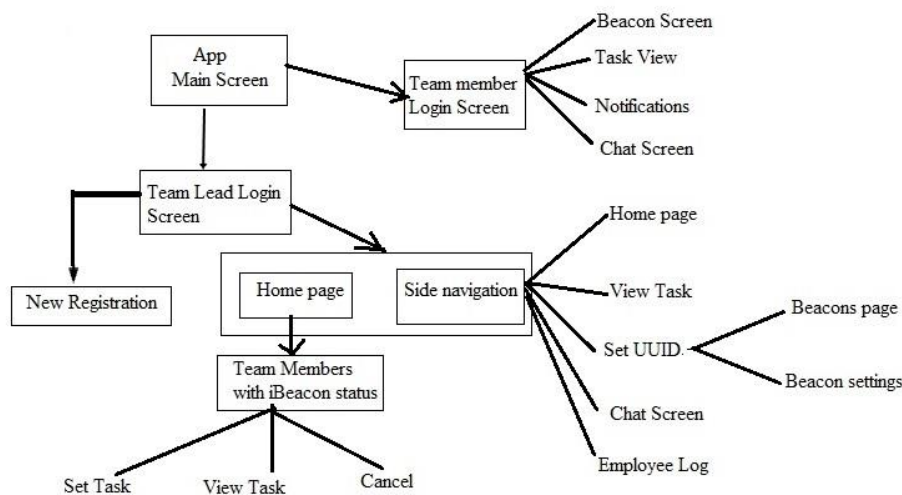 Beacon Screen
App
Main Screen
Task View
Team member
Login Screen
Notifications
Chat Screen
Team Lead Login
Screen
Home page
New Registration
Home page
Side navigation
View Task
Beacons page
Set UUID.
Team Members
with iBeacon status
Beacon settings
Chat Screen
Employee Log
Set Task
View Task
Cancel